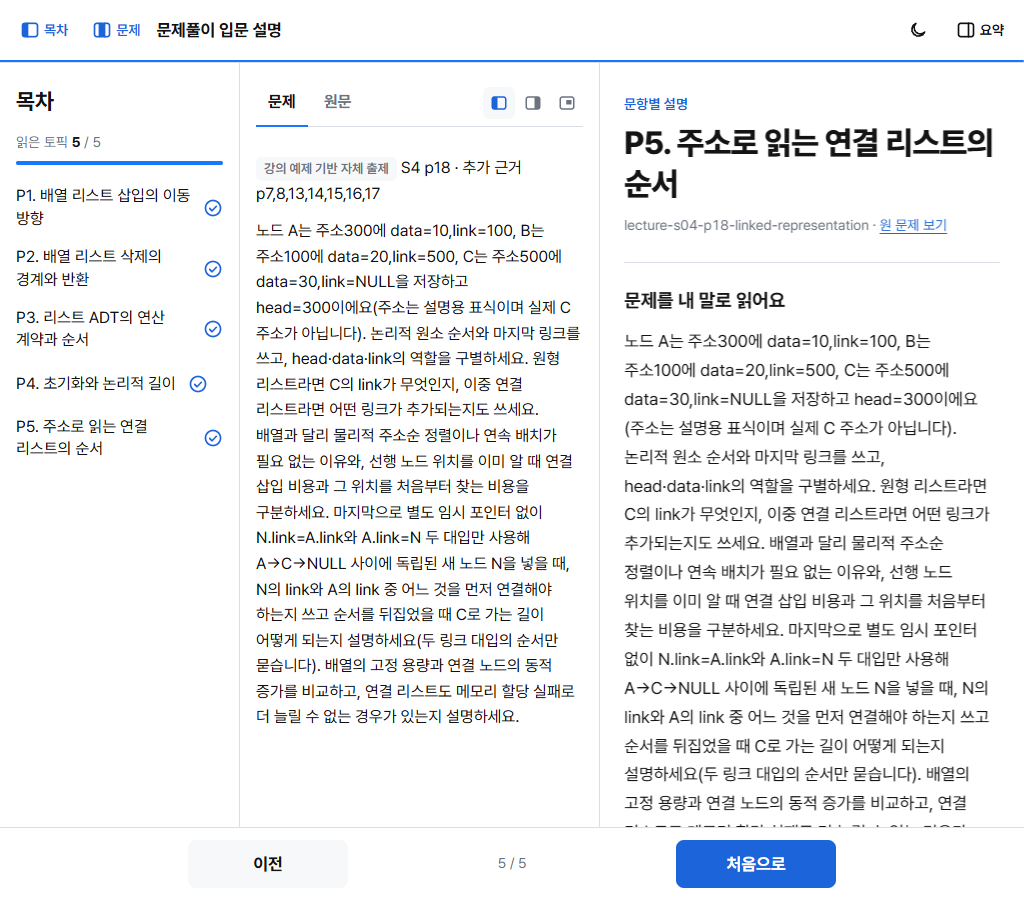 목차
문제
문제풀이 입문 설명
요약
목차
읽은 토픽 5 / 5
P1. 배열 리스트 삽입의 이동
방향
P2. 배열 리스트 삭제의
경계와 반환
P3. 리스트 ADT의 연산
계약과 순서
P4. 초기화와 논리적 길이
P5. 주소로 읽는 연결
리스트의 순서
문제
원문
강의 예제 기반 자체 출제 S4 p18 · 추가 근거
p7,8,13,14,15,16,17
노드 A는 주소300에 data=10,link=100, B는
주소100에 data=20,link=500, C는 주소500에
data=30,link=NULL을 저장하고
head=300이에요(주소는 설명용 표식이며 실제 C
주소가 아닙니다). 논리적 원소 순서와 마지막 링크를
쓰고, head·data·link의 역할을 구별하세요. 원형
리스트라면 C의 link가 무엇인지, 이중 연결
리스트라면 어떤 링크가 추가되는지도 쓰세요.
배열과 달리 물리적 주소순 정렬이나 연속 배치가
필요 없는 이유와, 선행 노드 위치를 이미 알 때 연결
삽입 비용과 그 위치를 처음부터 찾는 비용을
구분하세요. 마지막으로 별도 임시 포인터 없이
N.link=A.link와 A.link=N 두 대입만 사용해
A→C→NULL 사이에 독립된 새 노드 N을 넣을 때,
N의 link와 A의 link 중 어느 것을 먼저 연결해야
하는지 쓰고 순서를 뒤집었을 때 C로 가는 길이
어떻게 되는지 설명하세요(두 링크 대입의 순서만
묻습니다). 배열의 고정 용량과 연결 노드의 동적
증가를 비교하고, 연결 리스트도 메모리 할당 실패로
더 늘릴 수 없는 경우가 있는지 설명하세요.
문항별 설명
P5. 주소로 읽는 연결 리스트의
순서
lecture-s04-p18-linked-representation · 원 문제 보기
문제를 내 말로 읽어요
노드 A는 주소300에 data=10,link=100, B는
주소100에 data=20,link=500, C는 주소500에
data=30,link=NULL을 저장하고 head=300이에요
(주소는 설명용 표식이며 실제 C 주소가 아닙니다).
논리적 원소 순서와 마지막 링크를 쓰고,
head·data·link의 역할을 구별하세요. 원형 리스트라면
C의 link가 무엇인지, 이중 연결 리스트라면 어떤 링크가
추가되는지도 쓰세요. 배열과 달리 물리적 주소순
정렬이나 연속 배치가 필요 없는 이유와, 선행 노드
위치를 이미 알 때 연결 삽입 비용과 그 위치를 처음부터
찾는 비용을 구분하세요. 마지막으로 별도 임시 포인터
없이 N.link=A.link와 A.link=N 두 대입만 사용해
A→C→NULL 사이에 독립된 새 노드 N을 넣을 때, N의
link와 A의 link 중 어느 것을 먼저 연결해야 하는지 쓰고
순서를 뒤집었을 때 C로 가는 길이 어떻게 되는지
설명하세요(두 링크 대입의 순서만 묻습니다). 배열의
고정 용량과 연결 노드의 동적 증가를 비교하고, 연결
이전
5 / 5
처음으로